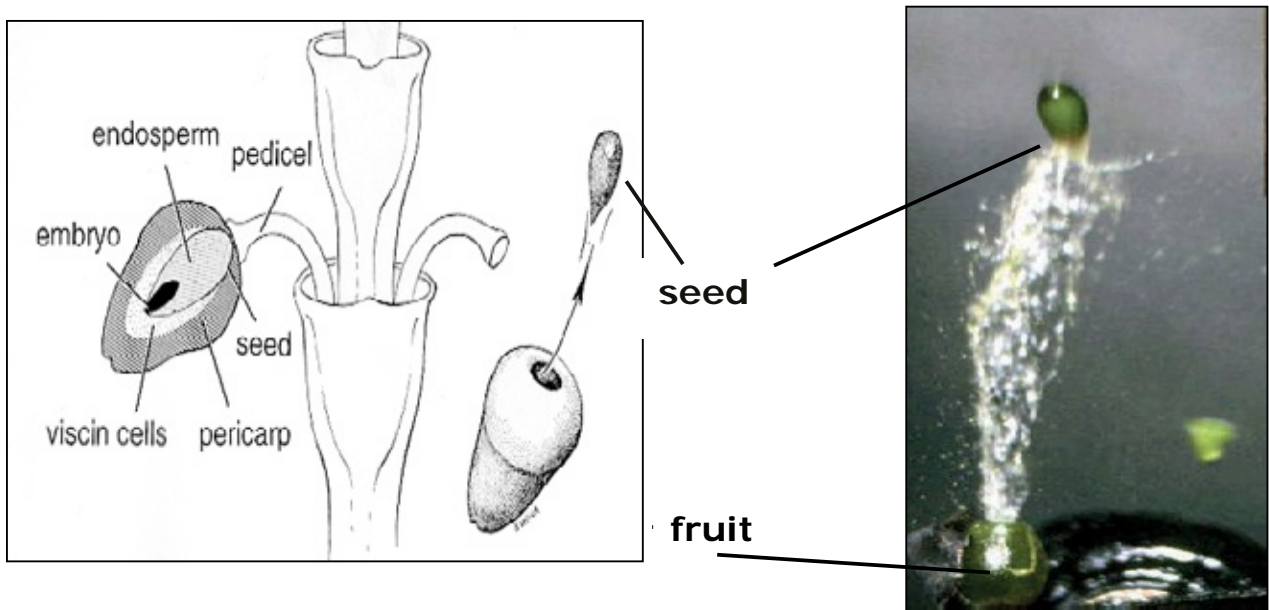 endosperm
pedicel
embryo
seed
viscin cells
pericarp
seed
fruit